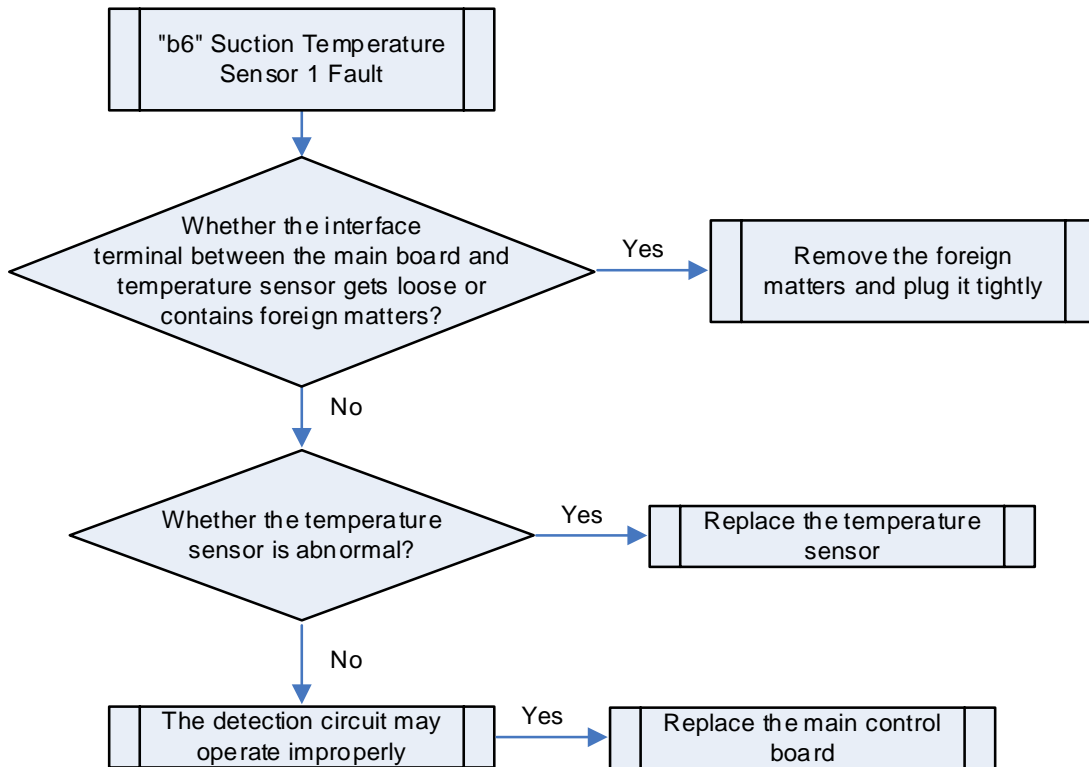 "b6" Suction Temperature
Sensor 1 Fault
Whether the interface
terminal between the main board and
temperature sensor gets loose or
contains foreign matters?
Yes
Remove the foreign
matters and plug it tightly
No
Whether the temperature
sensor is abnormal?
Yes
Replace the temperature
sensor
No
The detection circuit may
operate improperly
Yes
Replace the main control
board